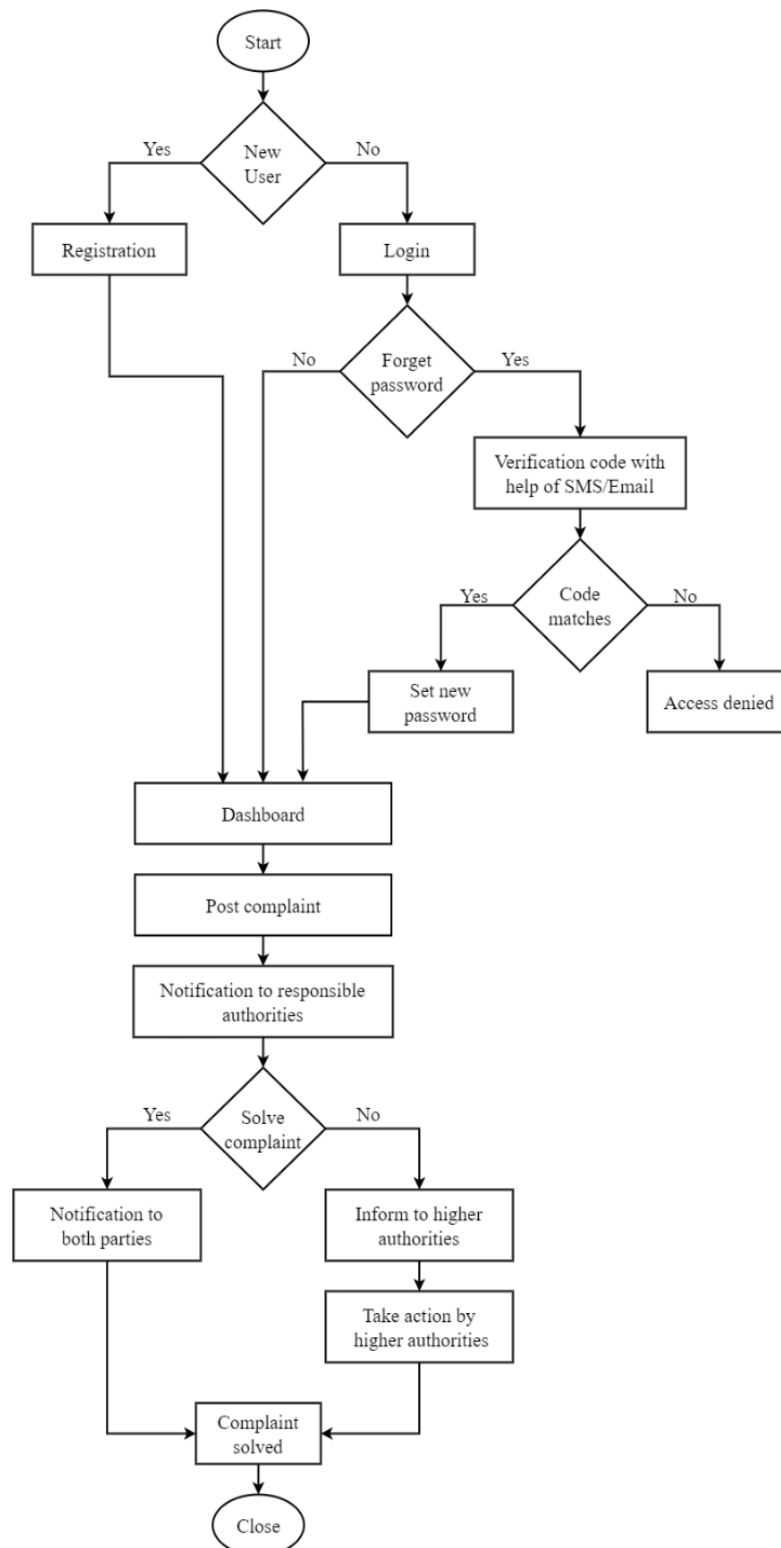 Start
Yes
New
User
No
Registration
Login
No
Forget
password
Yes
Verification code with
help of SMS/Email
Yes
Code
matches
No
Set new
password
Access denied
Dashboard
Post complaint
Notification to responsible
authorities
Yes
Solve
complaint
No
Notification to
both parties
Inform to higher
authorities
Take action by
higher authorities
Complaint
solved
Close